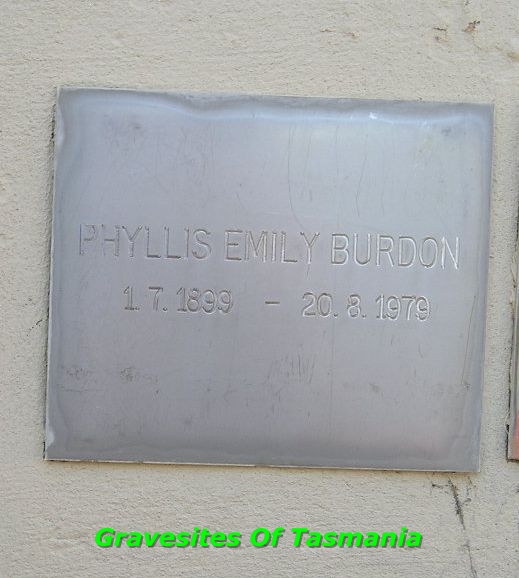 PHYLLIS EMILY BURDON
1.7.1899 - 20.8.1979
Gravesites Of Tasmania